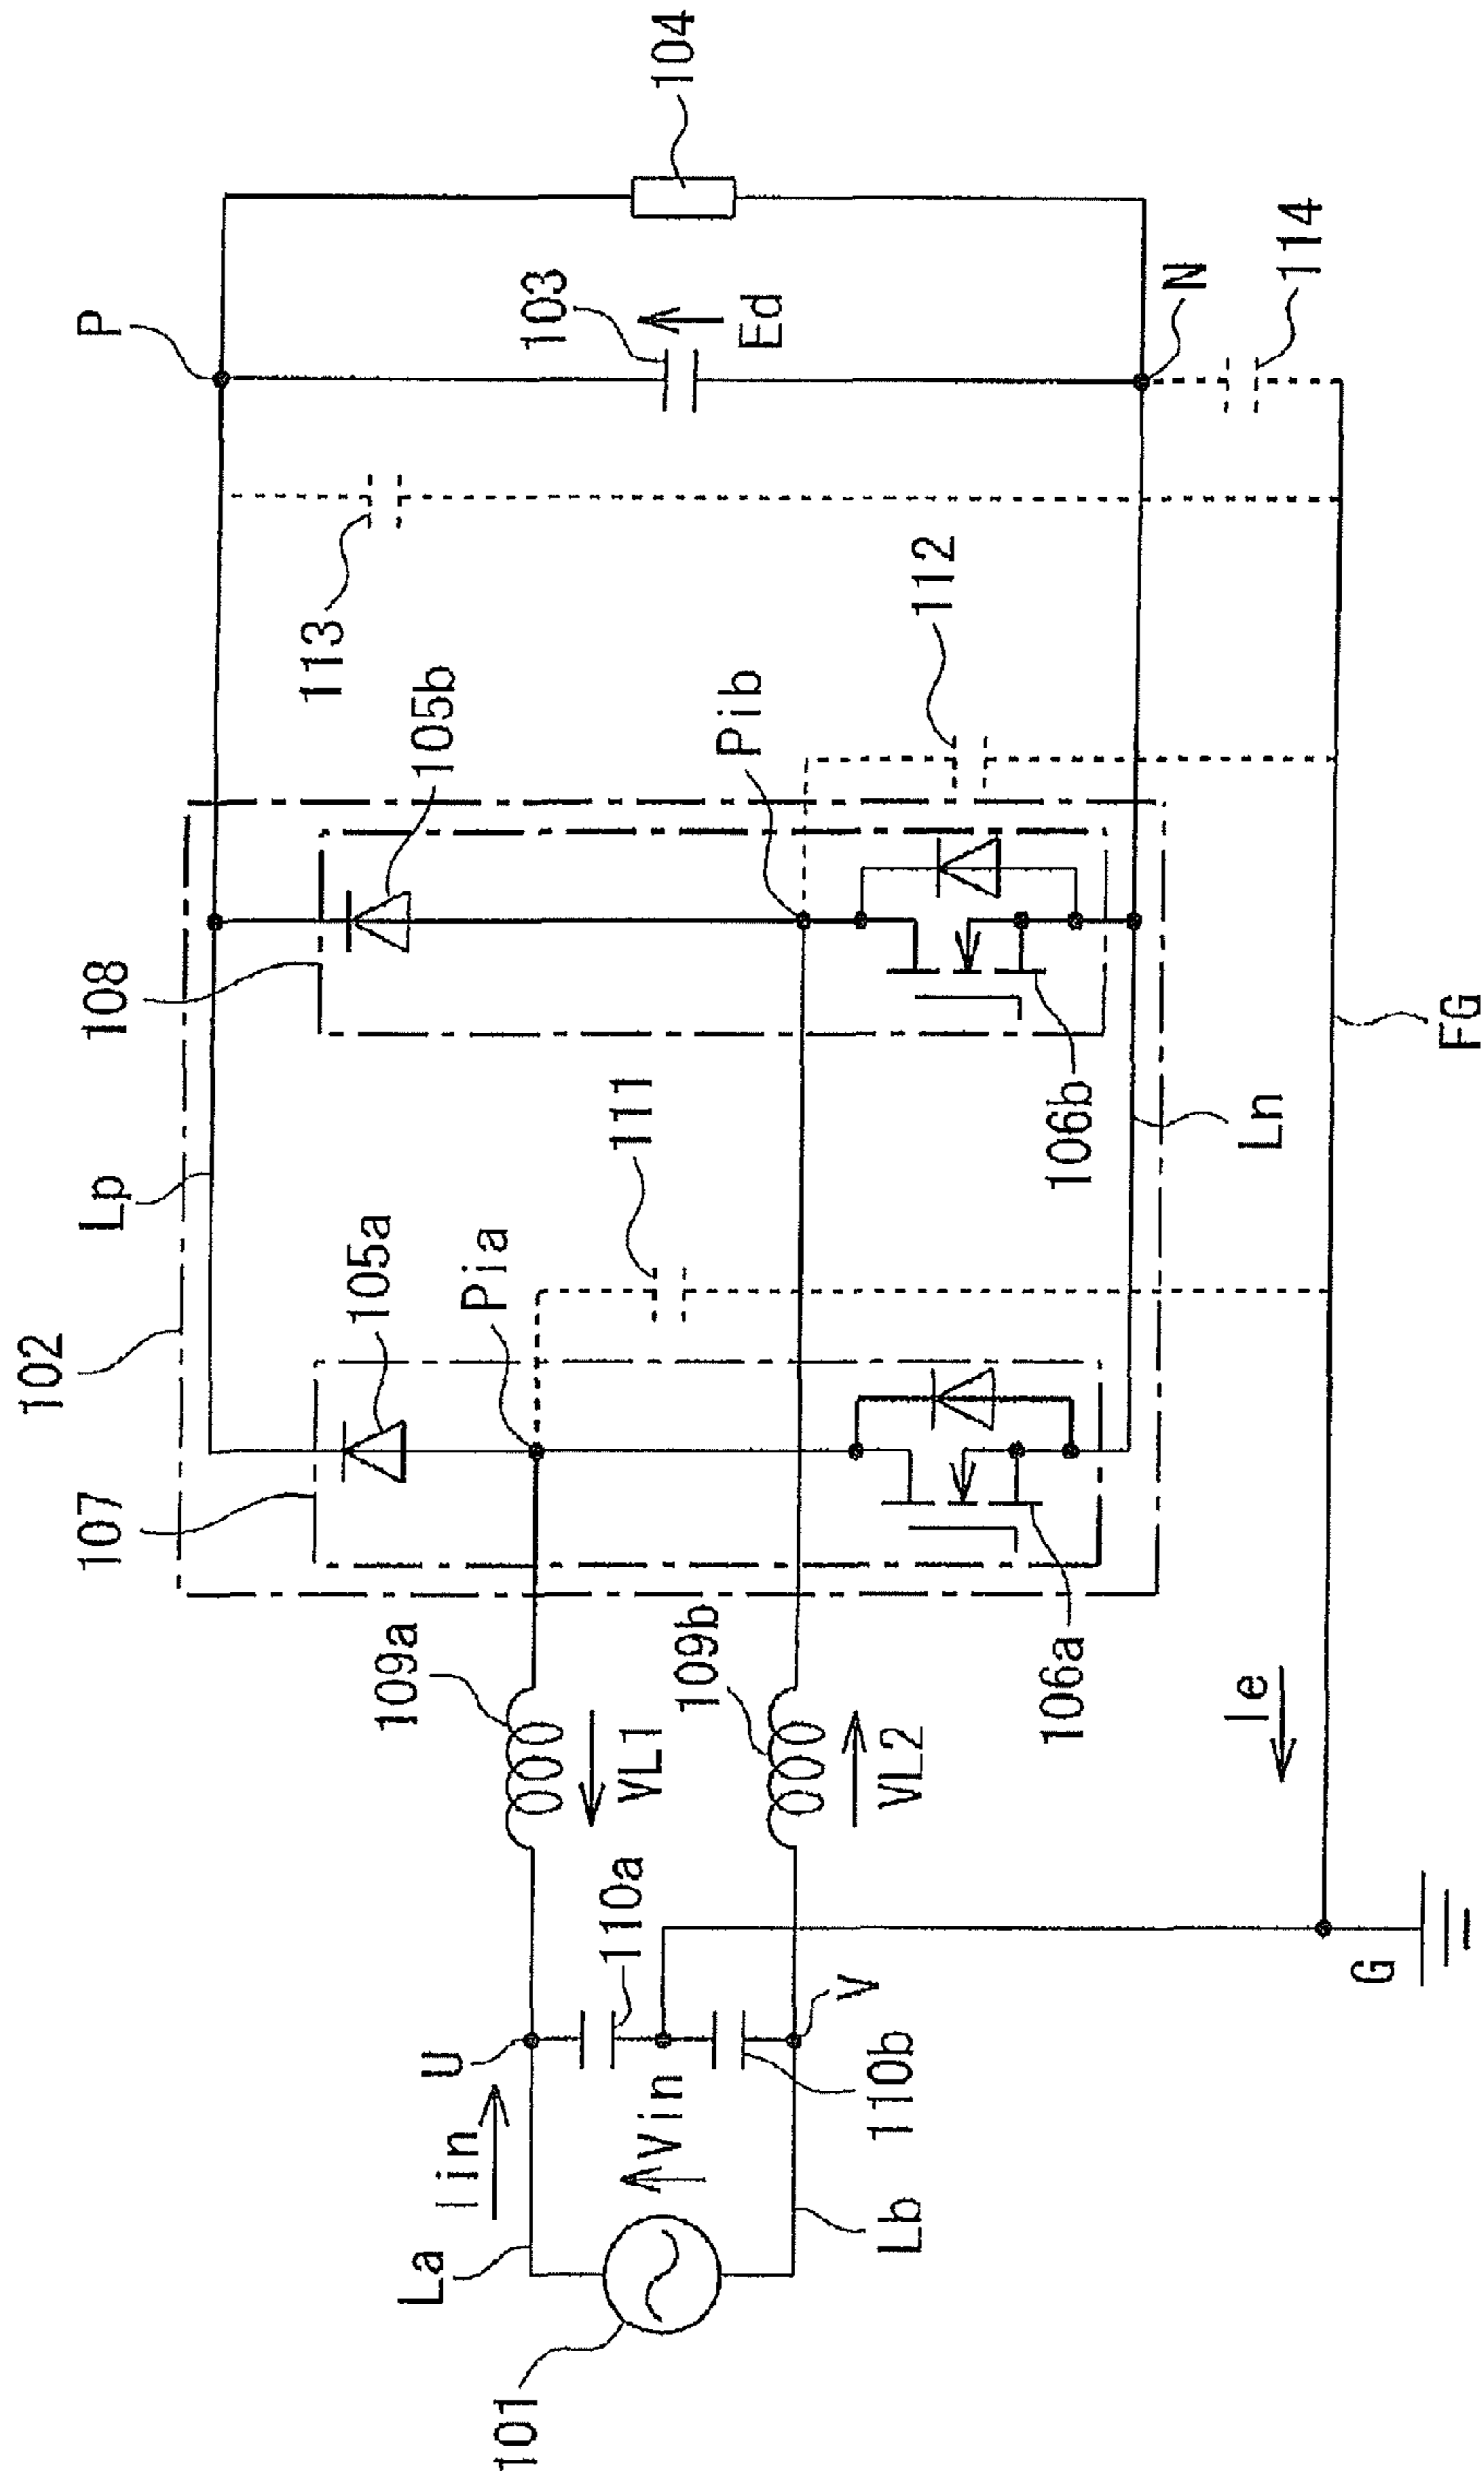 102
107
108
Lp
P
105a
105b
113
103
Ed
104
Pia
111
Pib
112
109a
109b
VL1
VL2
La
Iin
U
110a
Vin
101
Lb
110b
V
106a
106b
Ln
N
114
Ie
G
FG